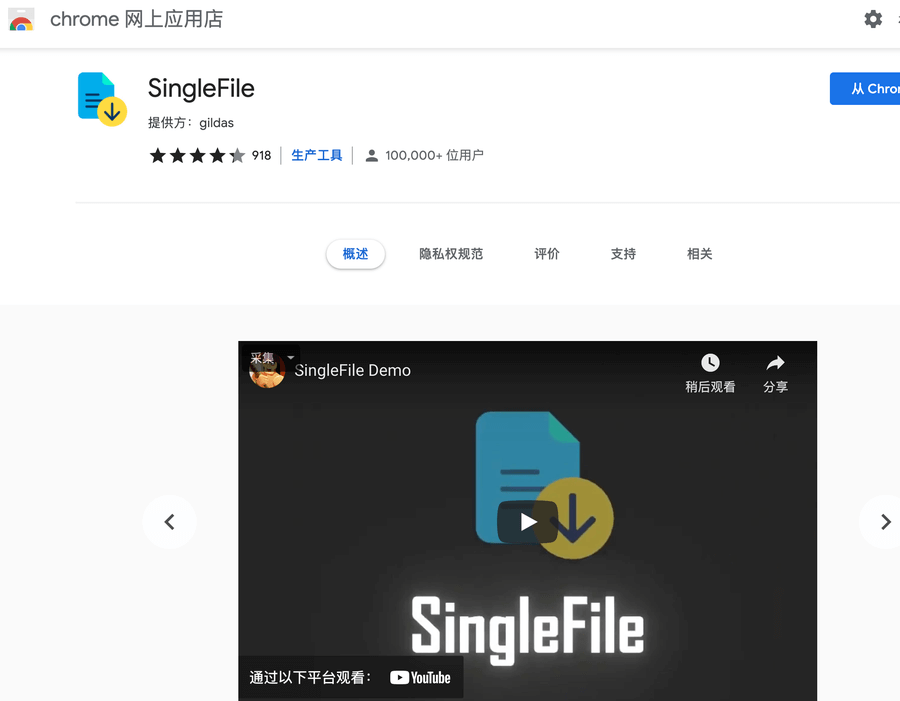 chrome 网上应用店
SingleFile
从 Chro
提供方： gildas
918 生产工具 100,000+ 位用户
概述 隐私权规范 评价 支持 相关
采集
SingleFile Demo
稍后观看 分享
SingleFile
通过以下平台观看： YouTube